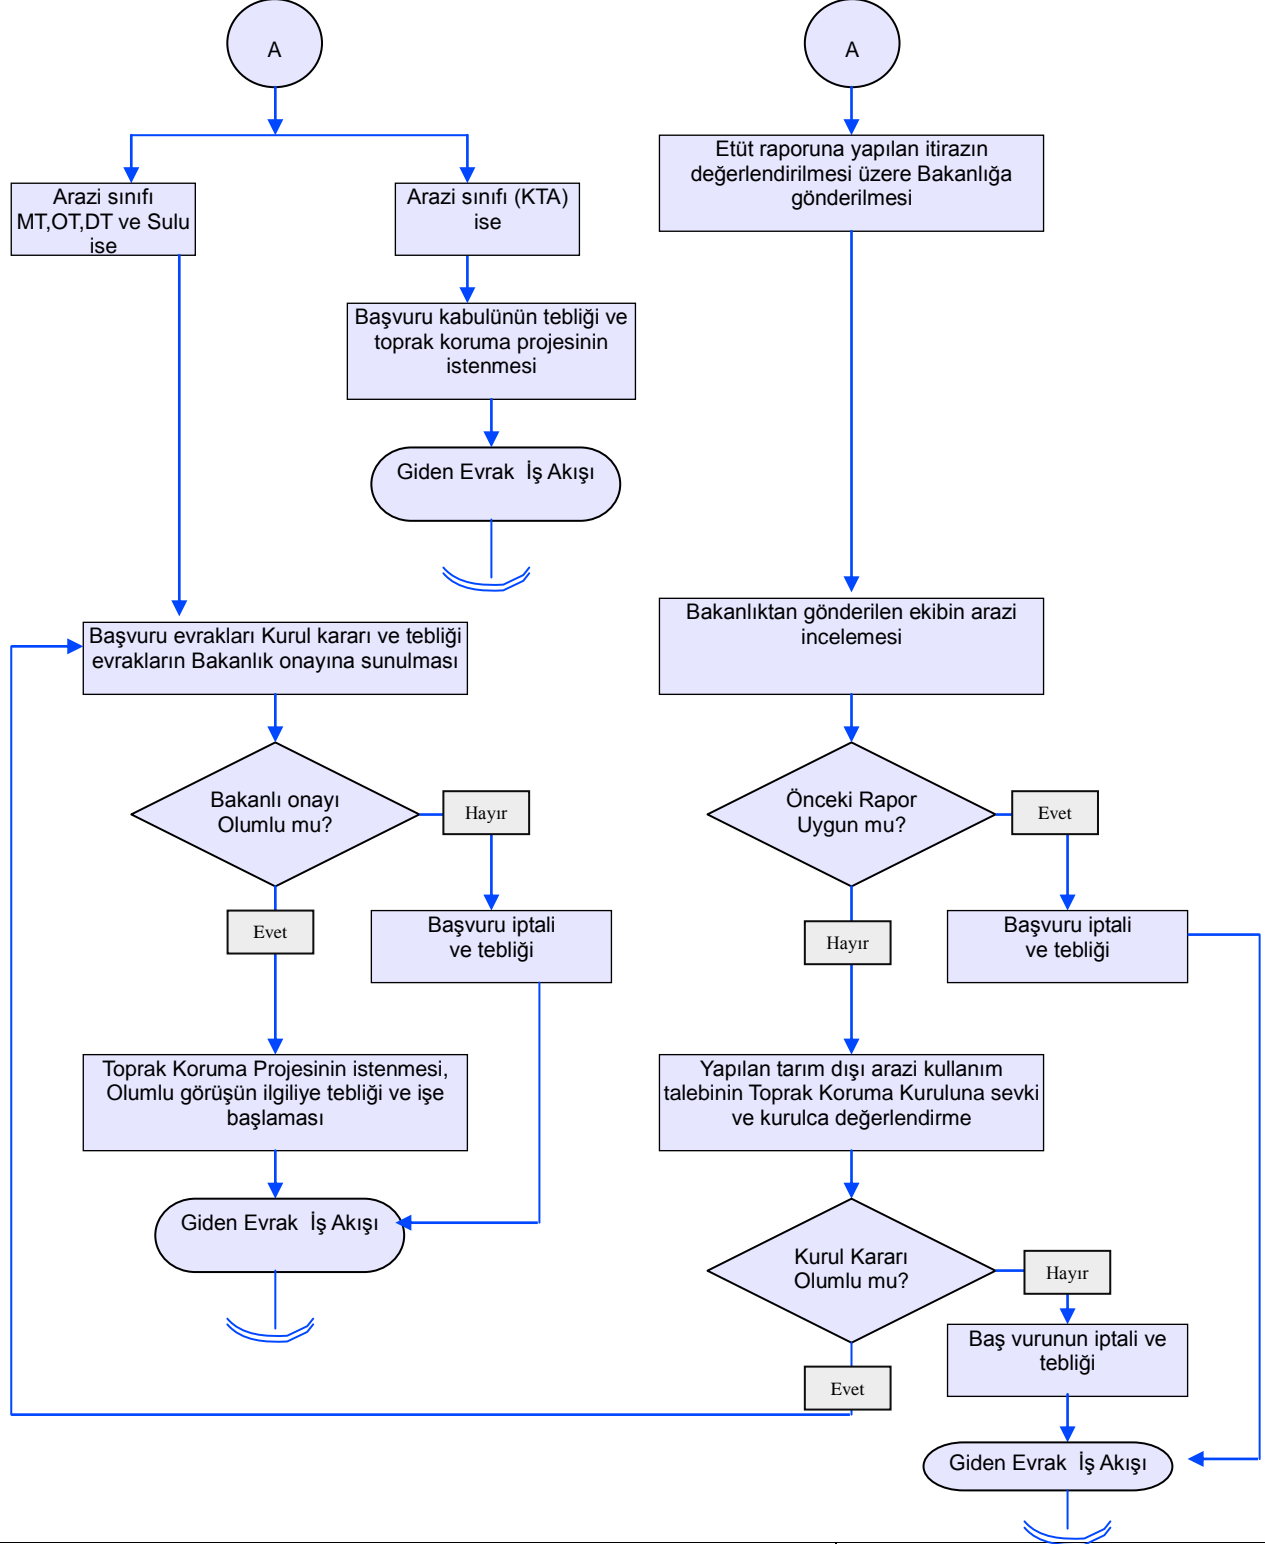 A
Arazi sınıfı
MT,OT,DT ve Sulu
ise
Arazi sınıfı (KTA)
ise
Başvuru kabulünün tebliği ve
toprak koruma projesinin
istenmesi
Giden Evrak İş Akışı
Başvuru evrakları Kurul kararı ve tebliği
evrakların Bakanlık onayına sunulması
Bakanlı onayı
Olumlu mu?
Hayır
Evet
Başvuru iptali
ve tebliği
Toprak Koruma Projesinin istenmesi,
Olumlu görüşün ilgiliye tebliği ve işe
başlaması
Giden Evrak İş Akışı
A
Etüt raporuna yapılan itirazın
değerlendirilmesi üzere Bakanlığa
gönderilmesi
Bakanlıktan gönderilen ekibin arazi
incelemesi
Önceki Rapor
Uygun mu?
Evet
Hayır
Başvuru iptali
ve tebliği
Yapılan tarım dışı arazi kullanım
talebinin Toprak Koruma Kuruluna sevki
ve kurulca değerlendirme
Kurul Kararı
Olumlu mu?
Hayır
Evet
Baş vurunun iptali ve
tebliği
Giden Evrak İş Akışı